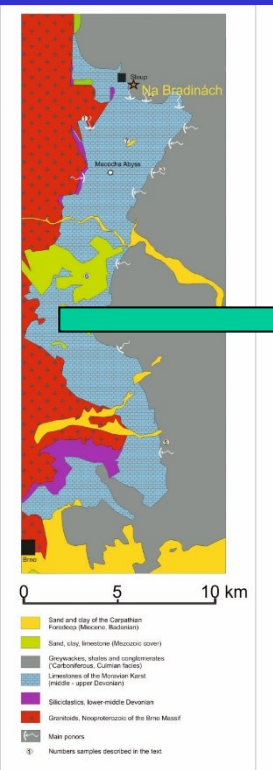 Sloup
Na Bradinách
Macocha Abyss
6
Brno
0 5 10 km
Sand and clay of the Carpathian
Foredeep (Miocene, Badenian)
Sand, clay, limestone (Mezozoic cover)
Greywackes, shales and conglomerates
(Carboniferous, Culmian facies)
Limestones of the Moravian Karst
(middle - upper Devonian)
Siliciclastics, lower-middle Devonian
Granitoids, Neoproterozoic of the Brno Massif
Main ponors
1 Numbers samples described in the text